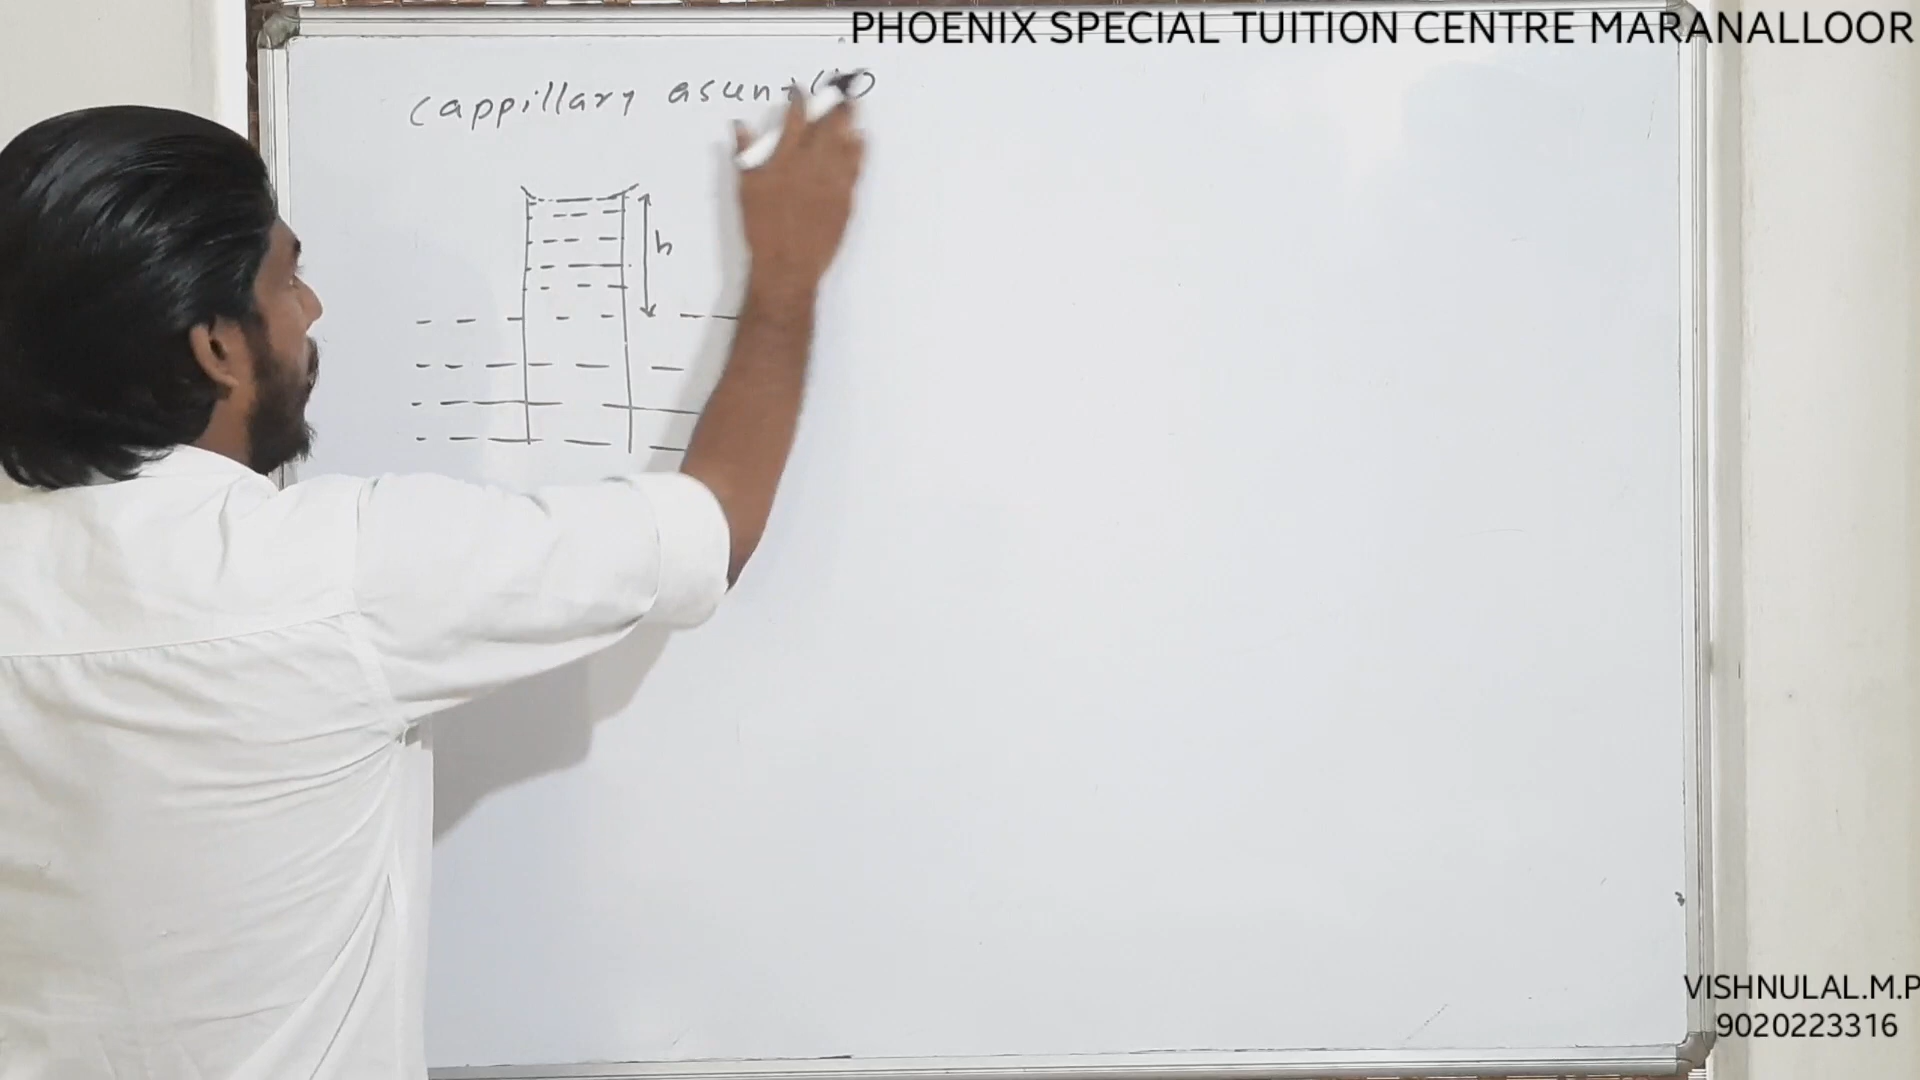 PHOENIX SPECIAL TUITION CENTRE MARANALLOOR
cappillary
h
VISHNULAL.M.P
9020223316